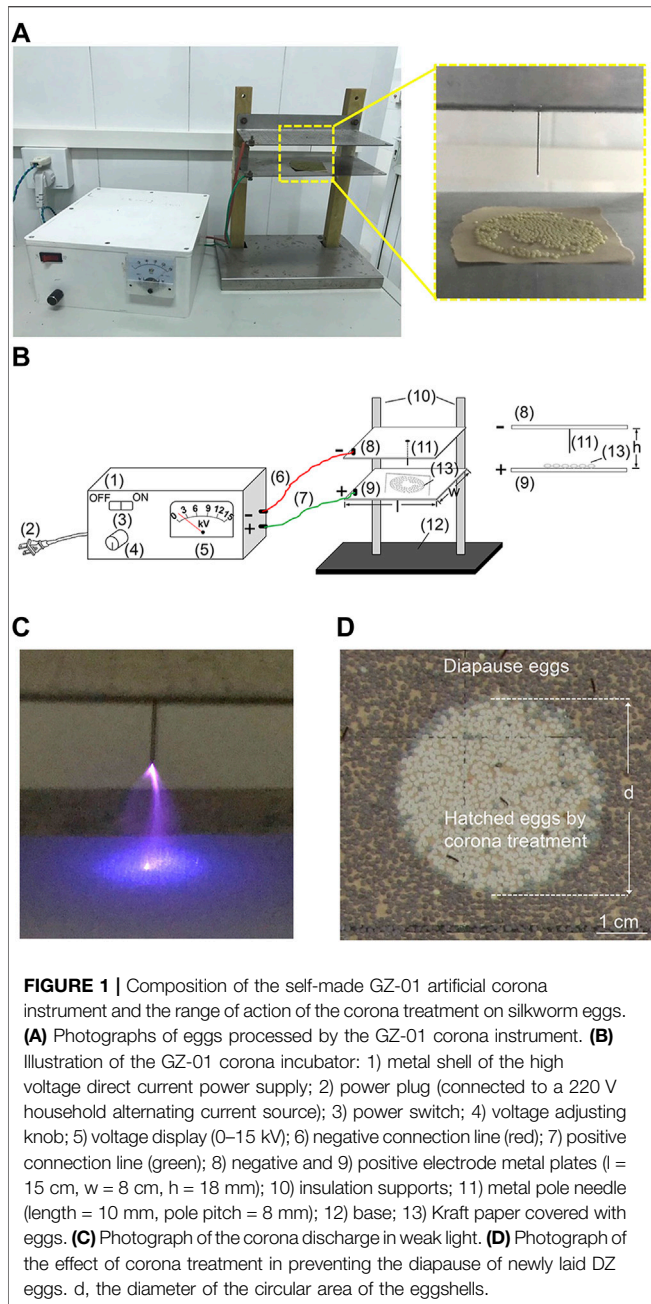 A
B
(1)
OFF ON
(3)
(4)
0 3 6 9 12 15
kV
(5)
(2)
-
+
(6)
(7)
-
(8)
+
(9)
(10)
(11)
(13)
l
w
(12)
-
(8)
(11)
(13)
h
+
(9)
C
D
Diapause eggs
d
Hatched eggs by
corona treatment
1 cm
FIGURE 1 | Composition of the self-made GZ-01 artificial corona
instrument and the range of action of the corona treatment on silkworm eggs.
(A) Photographs of eggs processed by the GZ-01 corona instrument. (B)
Illustration of the GZ-01 corona incubator: 1) metal shell of the high
voltage direct current power supply; 2) power plug (connected to a 220 V
household alternating current source); 3) power switch; 4) voltage adjusting
knob; 5) voltage display (0–15 kV); 6) negative connection line (red); 7) positive
connection line (green); 8) negative and 9) positive electrode metal plates (l =
15 cm, w = 8 cm, h = 18 mm); 10) insulation supports; 11) metal pole needle
(length = 10 mm, pole pitch = 8 mm); 12) base; 13) Kraft paper covered with
eggs. (C) Photograph of the corona discharge in weak light. (D) Photograph of
the effect of corona treatment in preventing the diapause of newly laid DZ
eggs. d, the diameter of the circular area of the eggshells.